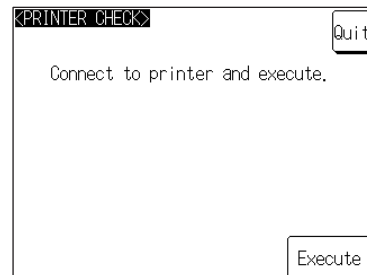 <PRINTER CHECK>
Quit
Connect to printer and execute.
Execute